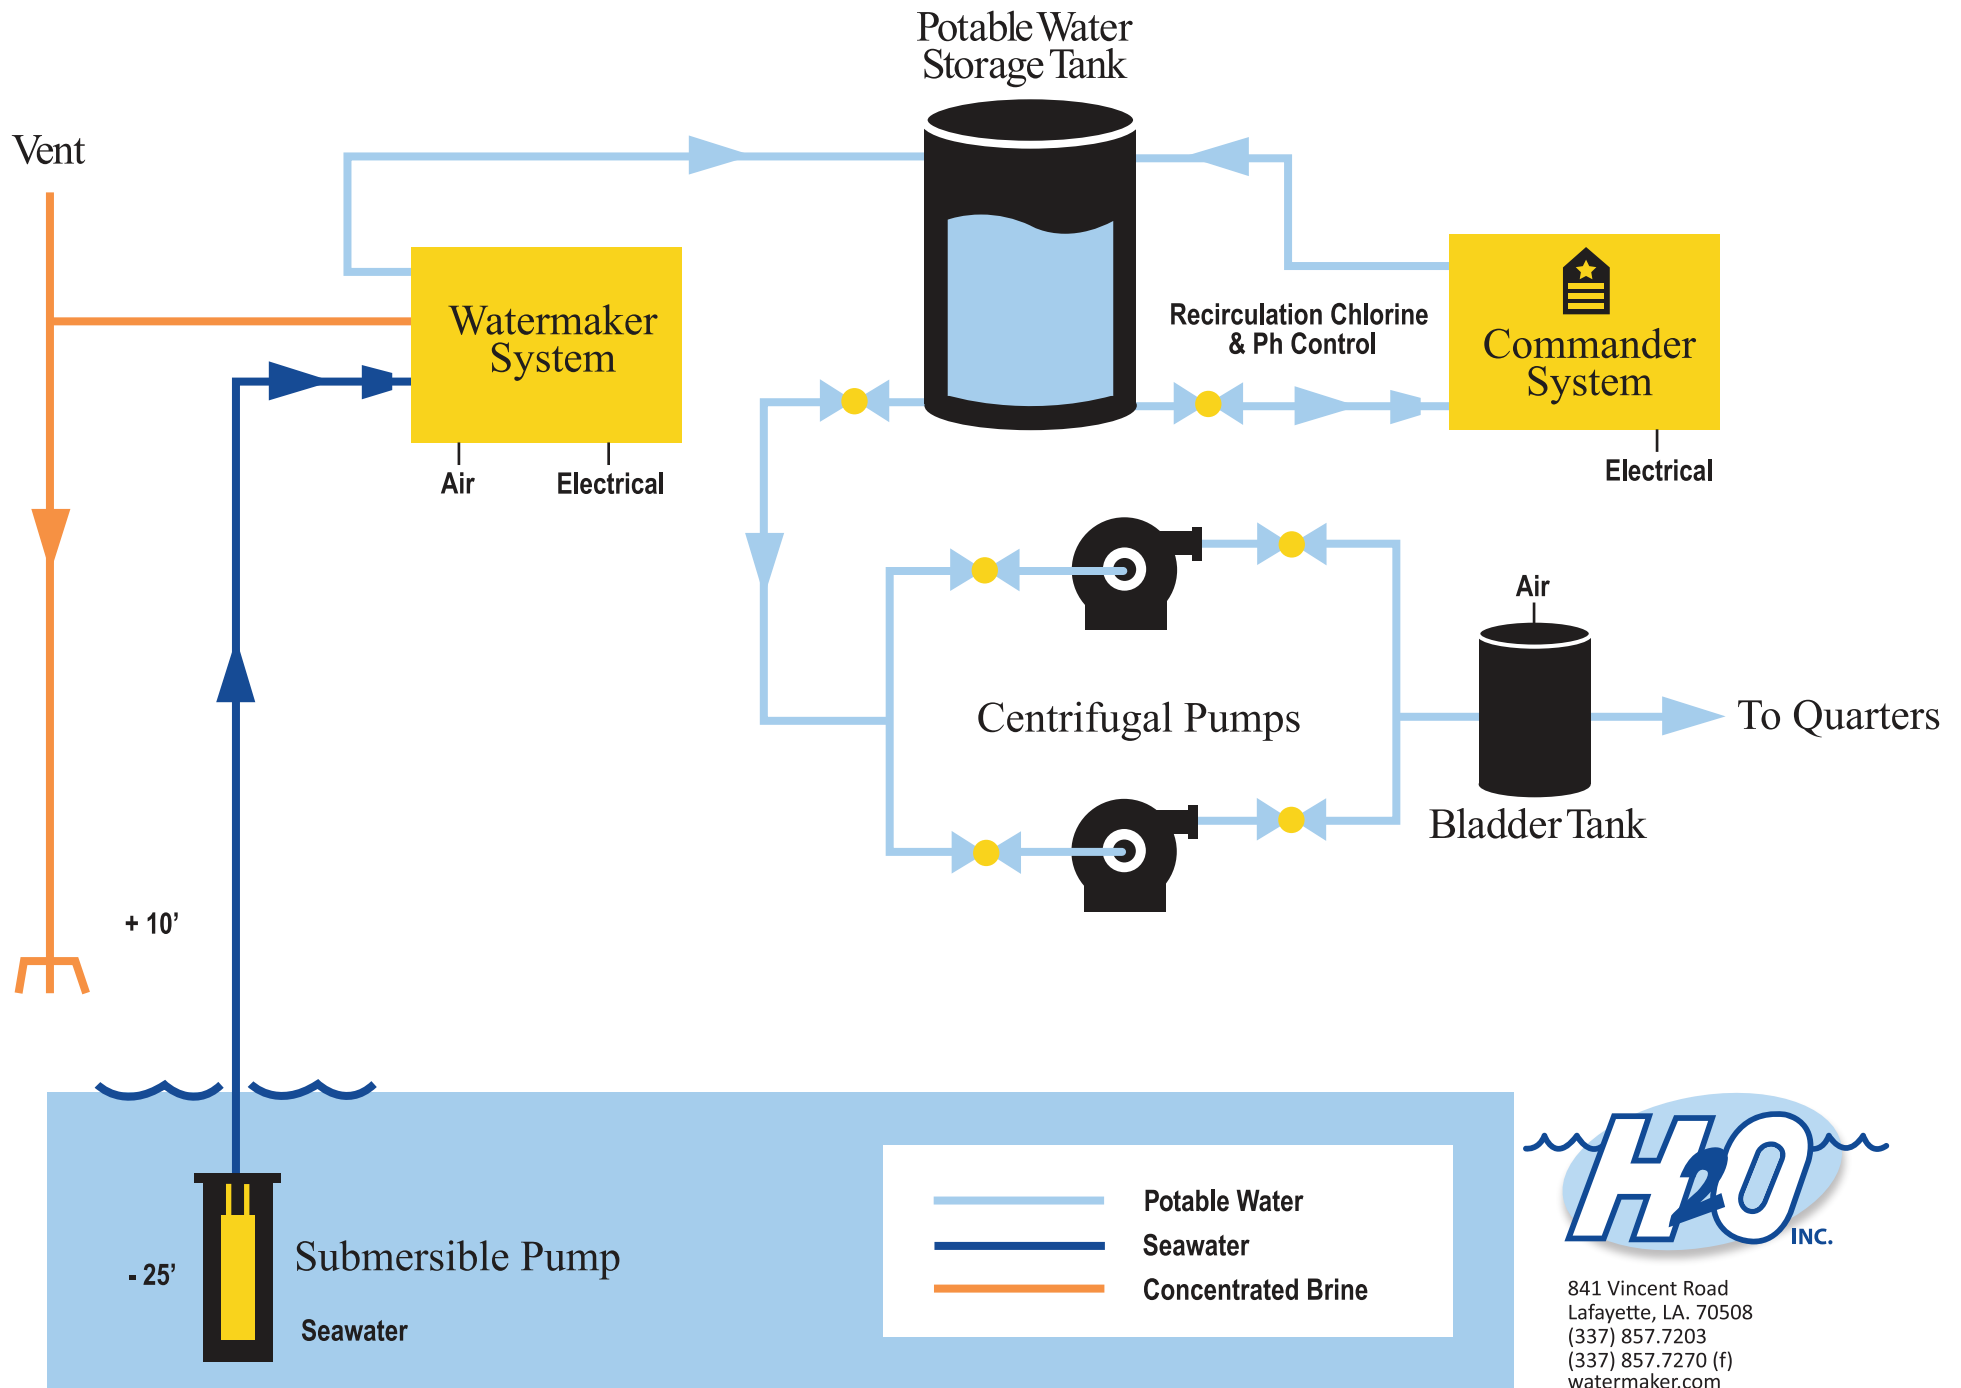 Potable Water
Storage Tank
Vent
Watermaker
System
Air
Electrical
Recirculation Chlorine
& Ph Control
Commander
System
Electrical
Air
Centrifugal Pumps
To Quarters
Bladder Tank
+ 10’
- 25’
Submersible Pump
Seawater
Potable Water
Seawater
Concentrated Brine
H2O
INC.
841 Vincent Road
Lafayette, LA. 70508
(337) 857.7203
(337) 857.7270 (f)
watermaker.com